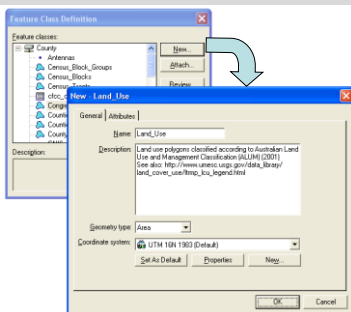 Feature Class Definition
Feature classes:
County
New...
Antennas
Attach...
Census_Block_Groups
Census_Blocks
Review
Census_Tracts
New - Land_Use
General
Attributes
Name:
Land_Use
Description:
Land use polygons classified according to Australian Land
Use and Management Classification (ALUM) (2001)
See also: http://www.umesc.usgs.gov/data_library/
land_cover_use/ltrmp_lcu_legend.html
Description:
Geometry type:
Area
Coordinate system:
UTM 16N 1983 (Default)
Set As Default
Properties
New...
OK
Cancel